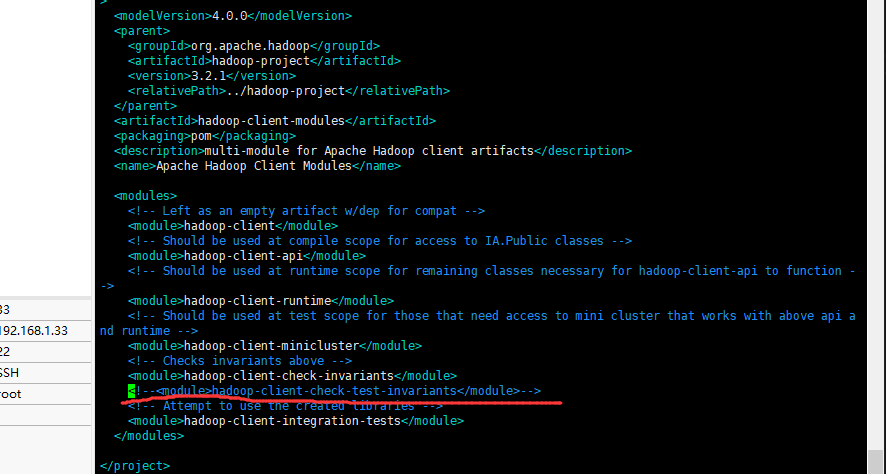 >
<modelVersion>4.0.0</modelVersion>
<parent>
<groupId>org.apache.hadoop</groupId>
<artifactId>hadoop-project</artifactId>
<version>3.2.1</version>
<relativePath>../hadoop-project</relativePath>
</parent>
<artifactId>hadoop-client-modules</artifactId>
<packaging>pom</packaging>
<description>multi-module for Apache Hadoop client artifacts</description>
<name>Apache Hadoop Client Modules</name>
<modules>
<!-- Left as an empty artifact w/dep for compat -->
<module>hadoop-client</module>
<!-- Should be used at compile scope for access to IA.Public classes -->
<module>hadoop-client-api</module>
<!-- Should be used at runtime scope for remaining classes necessary for hadoop-client-api to function -
->
<module>hadoop-client-runtime</module>
<!-- Should be used at test scope for those that need access to mini cluster that works with above api a
nd runtime -->
<module>hadoop-client-minicluster</module>
<!-- Checks invariants above -->
<module>hadoop-client-check-invariants</module>
<!--<module>hadoop-client-check-test-invariants</module>-->
<!-- Attempt to use the created libraries -->
<module>hadoop-client-integration-tests</module>
</modules>
</project>
33
192.168.1.33
22
SSH
root